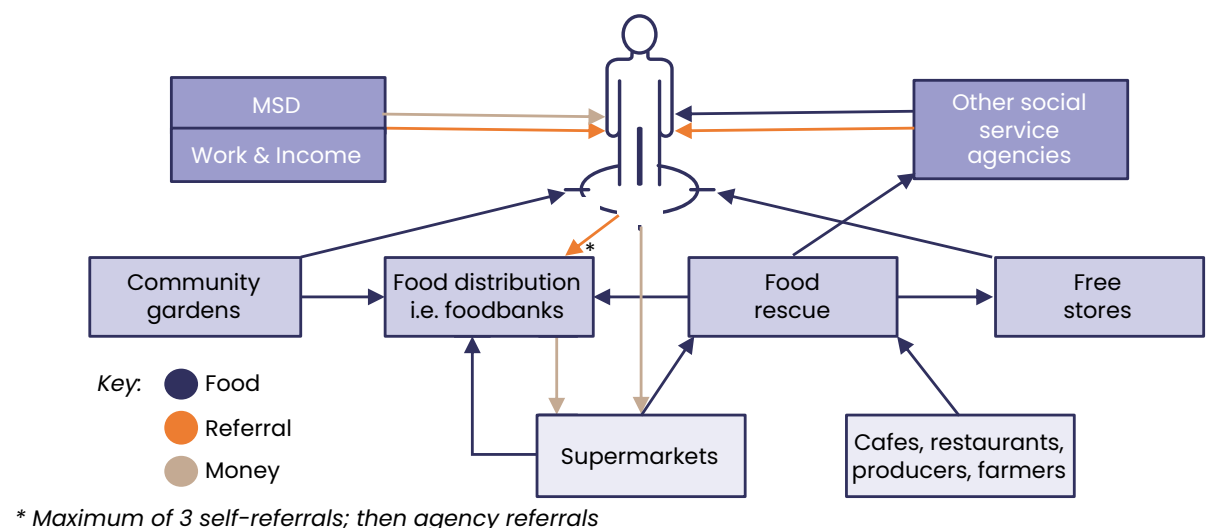 MSD
Work & Income
Other social
service
agencies
*
Community
gardens
Food distribution
i.e. foodbanks
Food
rescue
Free
stores
Key:
Food
Referral
Money
Supermarkets
Cafes, restaurants,
producers, farmers
* Maximum of 3 self-referrals; then agency referrals